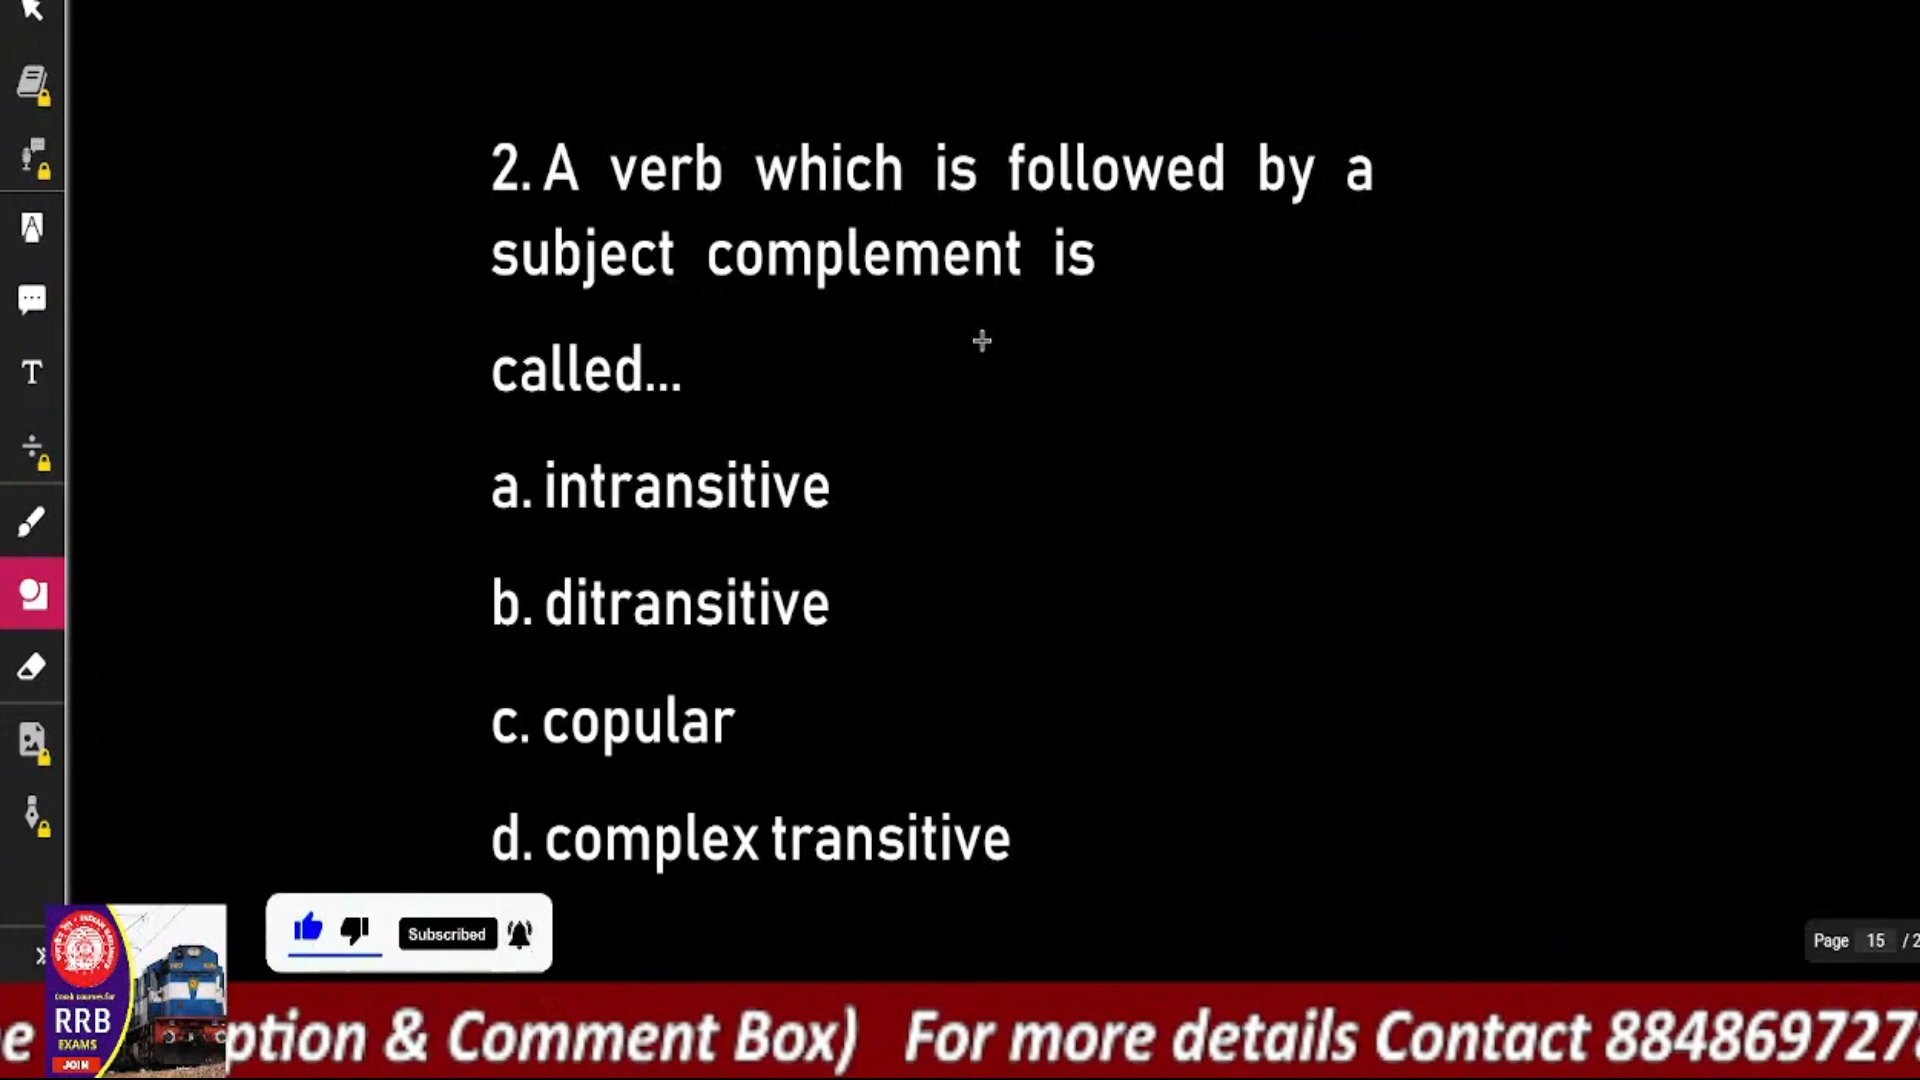 2. A verb which is followed by a
subject complement is
called...
a. intransitive
b. ditransitive
c. copular
d. complex transitive
Subscribed
Page 15 / 2
RRB
EXAMS
JOIN
ption & Comment Box) For more details Contact 884869727